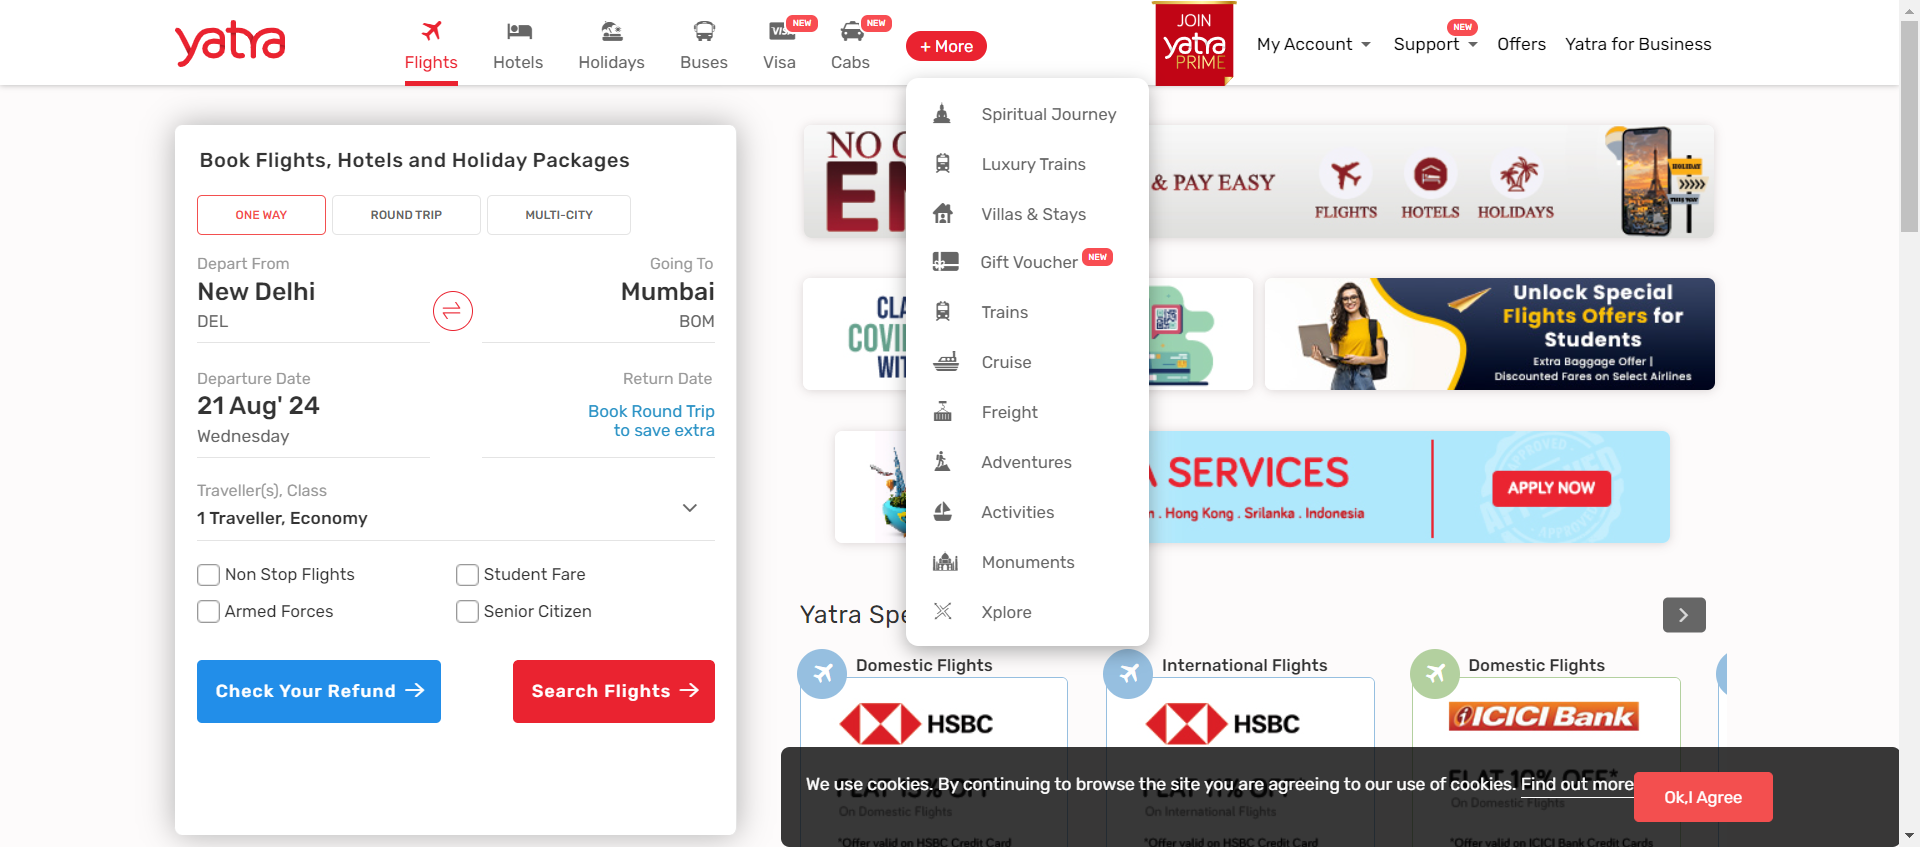 yatra
Flights
Hotels
Holidays
Buses
VISA
NEW
Visa
NEW
Cabs
+ More
JOIN
yatra
PRIME
My Account
NEW
Support
Offers
Yatra for Business
Book Flights, Hotels and Holiday Packages
ONE WAY
ROUND TRIP
MULTI-CITY
Depart From
New Delhi
DEL
Going To
Mumbai
BOM
Departure Date
21 Aug' 24
Wednesday
Return Date
Book Round Trip
to save extra
Traveller(s), Class
1 Traveller, Economy
Non Stop Flights
Student Fare
Armed Forces
Senior Citizen
Check Your Refund
Search Flights
Spiritual Journey
Luxury Trains
Villas & Stays
Gift Voucher NEW
Trains
Cruise
Freight
Adventures
Activities
Monuments
Xplore
NO
EM
& PAY EASY
FLIGHTS
HOTELS
HOLIDAYS
HOLIDAY
THIS WAY
CLA
COVI
WIT
Unlock Special
Flights Offers for
Students
Extra Baggage Offer |
Discounted Fares on Select Airlines
SERVICES
. Hong Kong . Srilanka . Indonesia
APPROVED
APPLY NOW
APPROVED
Yatra Spe
Domestic Flights
HSBC
On Domestic Flights
*Offer valid on HSBC Credit Card
International Flights
HSBC
On International Flights
*Offer valid on HSBC Credit Card
Domestic Flights
ICICI Bank
FLAT 10% OFF*
On Domestic Flights
*Offer valid on ICICI Bank Credit Cards
We use cookies. By continuing to browse the site you are agreeing to our use of cookies. Find out more
Ok,I Agree